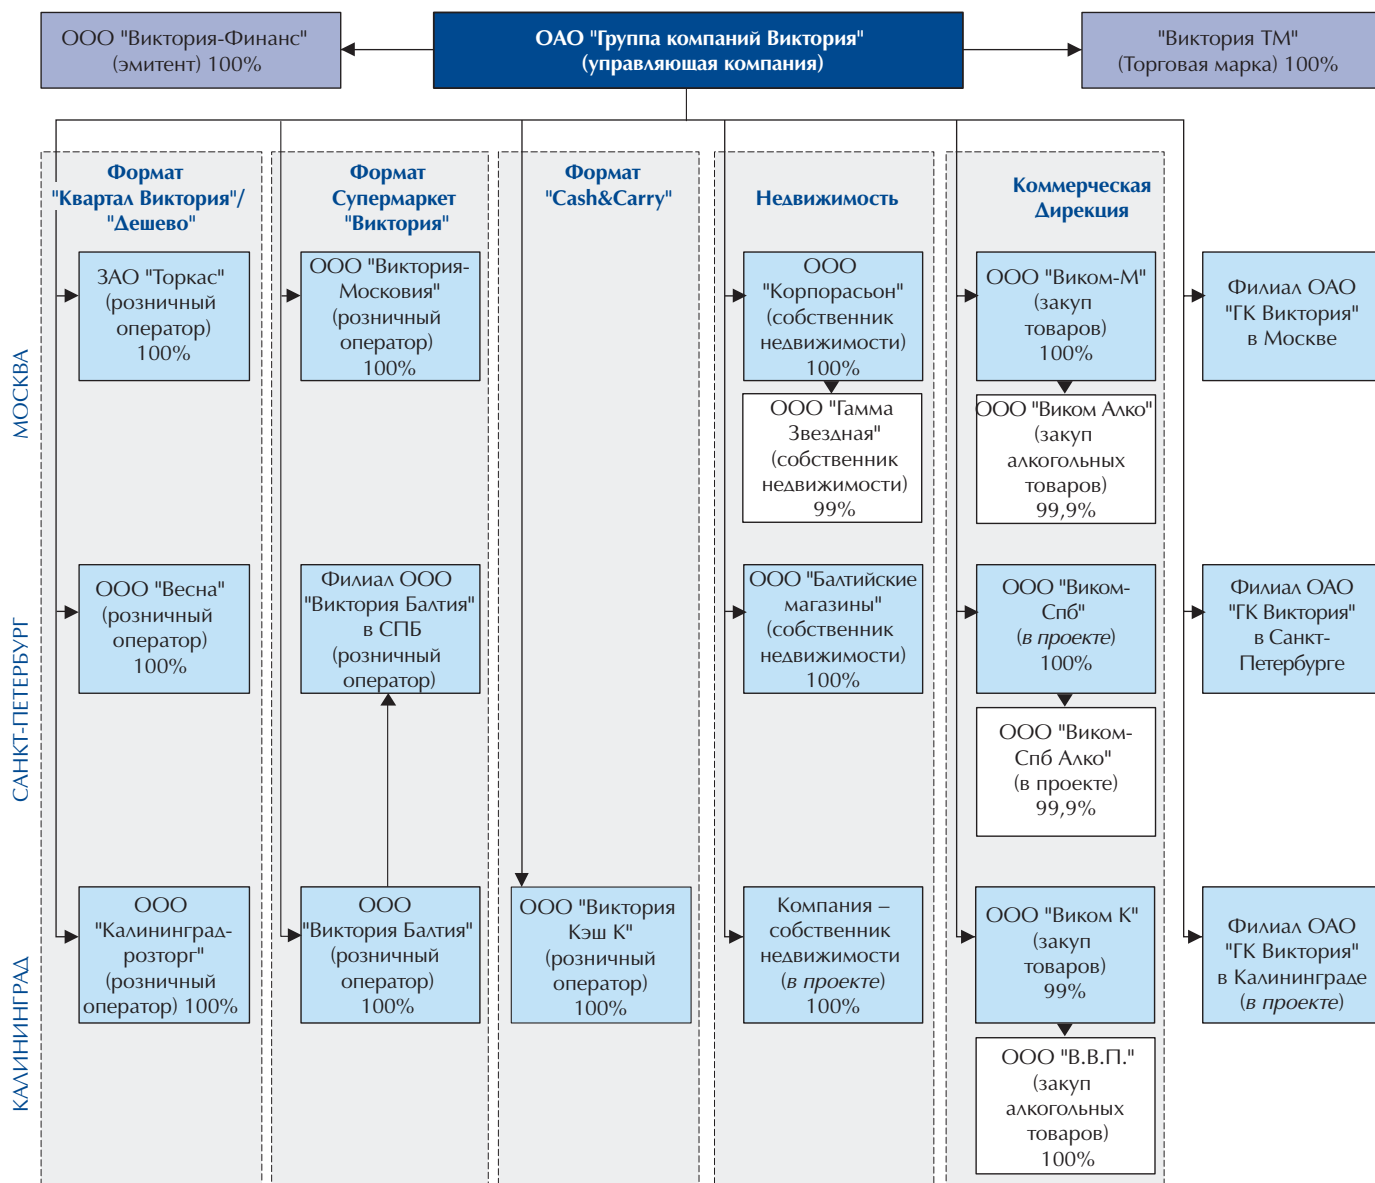 ООО "Виктория-Финанс"
(эмитент) 100%
ОАО "Группа компаний Виктория"
(управляющая компания)
"Виктория ТМ"
(Торговая марка) 100%
Формат
"Квартал Виктория"/
"Дешево"
Формат
Супермаркет
"Виктория"
Формат
"Cash&Carry"
Недвижимость
Коммерческая
Дирекция
МОСКВА
ЗАО "Торкас"
(розничный
оператор)
100%
ООО "Виктория-
Московия"
(розничный
оператор)
100%
ООО
"Корпорасьон"
(собственник
недвижимости)
100%
ООО "Гамма
Звездная"
(собственник
недвижимости)
99%
ООО "Виком-М"
(закуп
товаров)
100%
ООО "Виком Алко"
(закуп
алкогольных
товаров)
99,9%
Филиал ОАО
"ГК Виктория"
в Москве
САНКТ-ПЕТЕРБУРГ
ООО "Весна"
(розничный
оператор)
100%
Филиал ООО
"Виктория Балтия"
в СПБ
(розничный
оператор)
ООО "Балтийские
магазины"
(собственник
недвижимости)
100%
ООО "Виком-
Спб"
(в проекте)
100%
ООО "Виком-
Спб Алко"
(в проекте)
99,9%
Филиал ОАО
"ГК Виктория"
в Санкт-
Петербурге
КАЛИНИНГРАД
ООО
"Калининград-
розторг"
(розничный
оператор) 100%
ООО
"Виктория Балтия"
(розничный
оператор)
100%
ООО "Виктория
Кэш К"
(розничный
оператор)
100%
Компания –
собственник
недвижимости
(в проекте)
100%
ООО "Виком К"
(закуп
товаров)
99%
ООО "В.В.П."
(закуп
алкогольных
товаров)
100%
Филиал ОАО
"ГК Виктория"
в Калининграде
(в проекте)